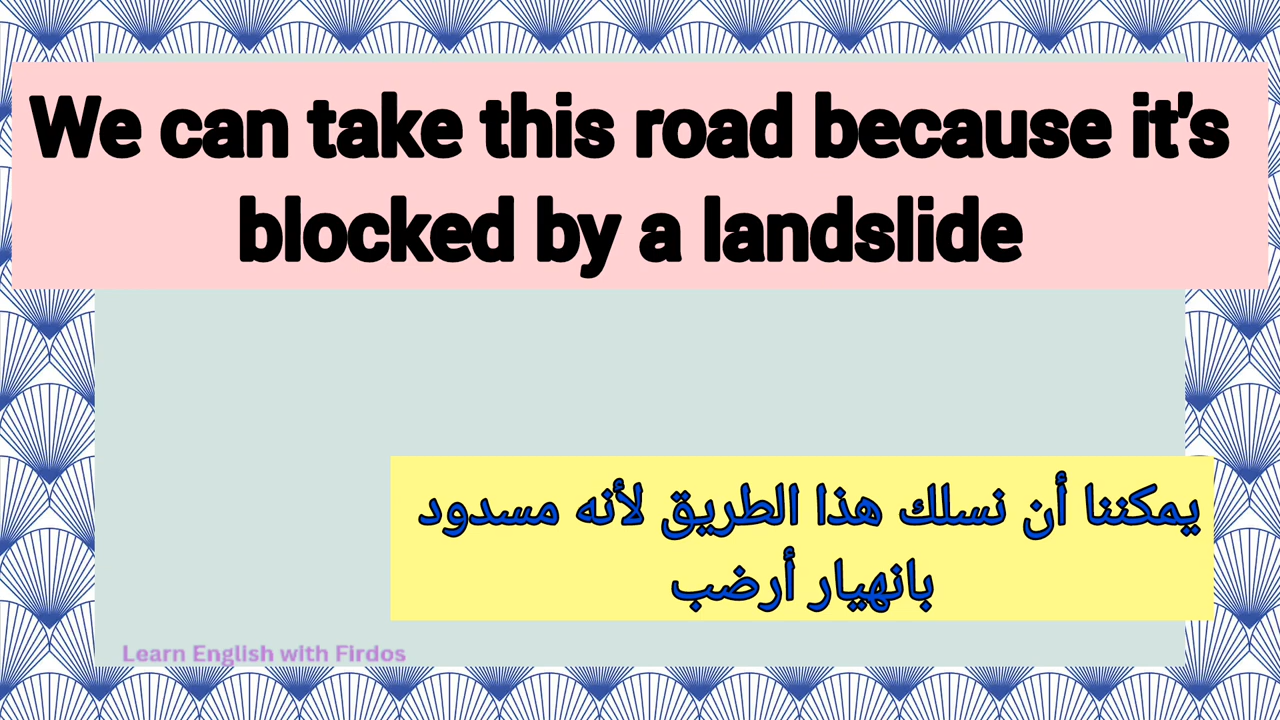 We can take this road because it's
blocked by a landslide
يمكننا أن نسلك هذا الطريق لأنه مسدود
بانهيار أرضب
Learn English with Firdos